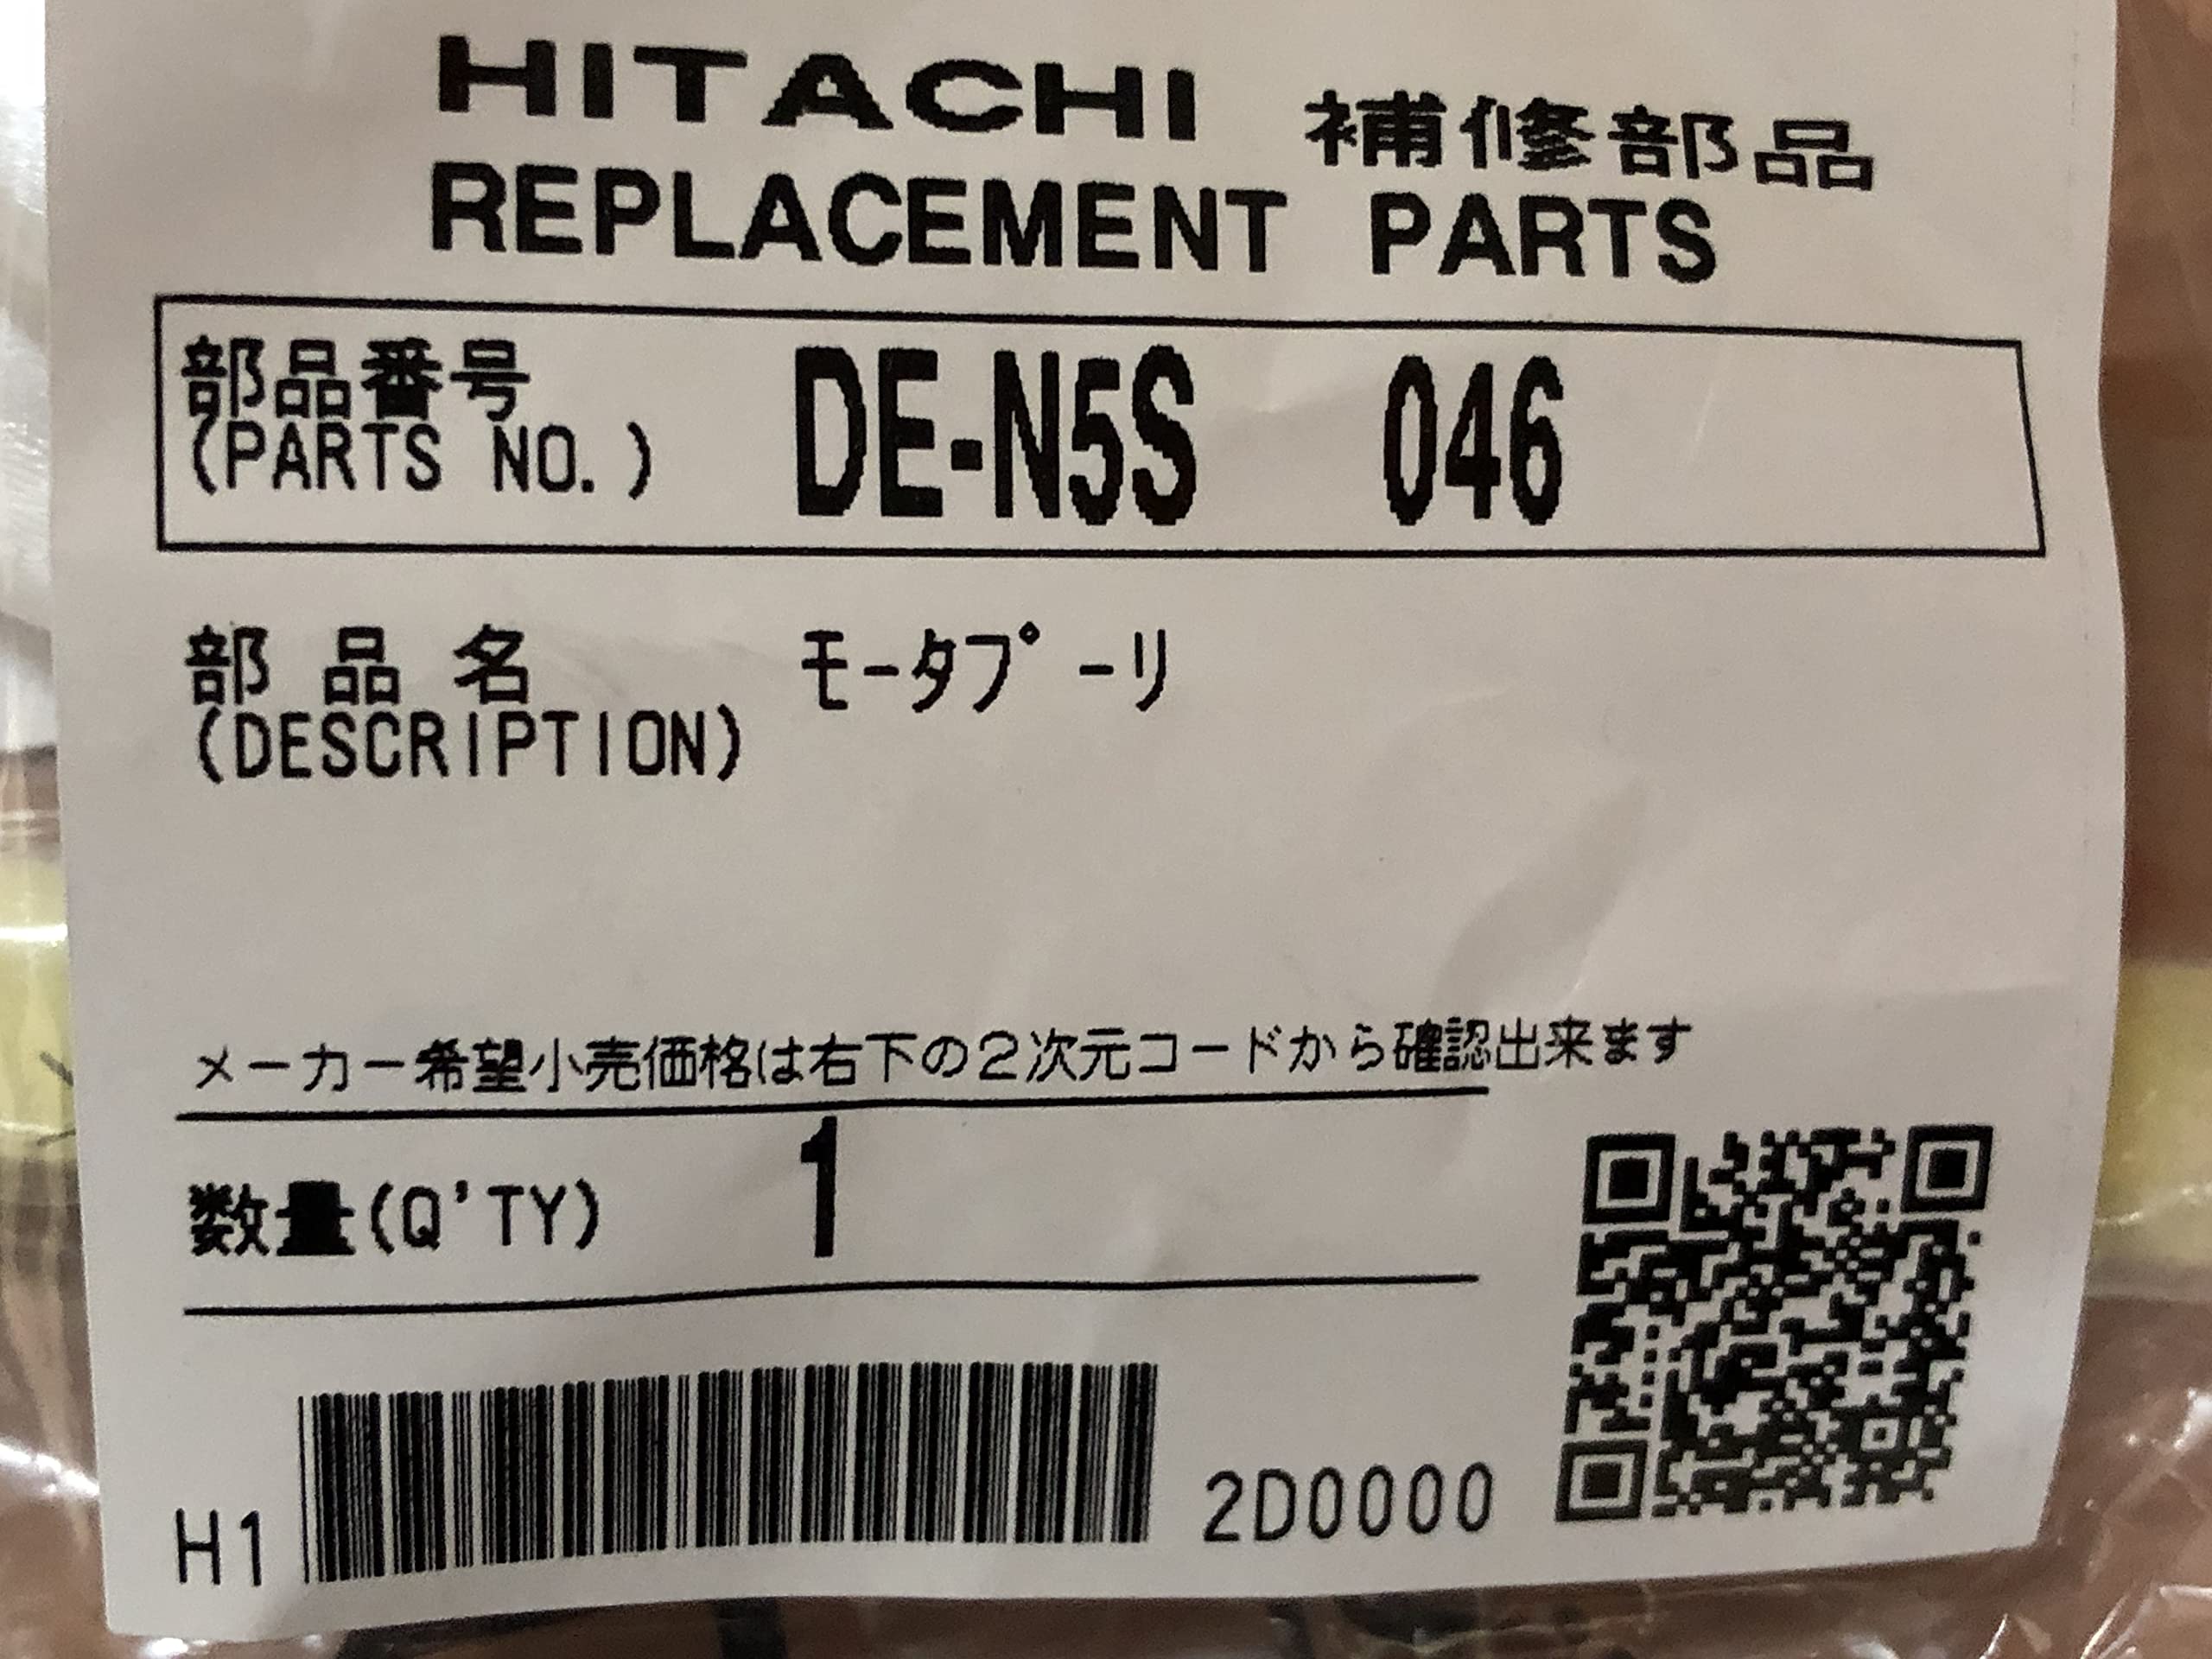 HITACHI 補修部品
REPLACEMENT PARTS
部品番号
(PARTS NO.) DE-N5S 046
部品名 ﾓｰﾀﾌﾟｰﾘ
(DESCRIPTION)
メーカー希望小売価格は右下の2次元コードから確認出来ます
数量(Q'TY) 1
H1 2D0000